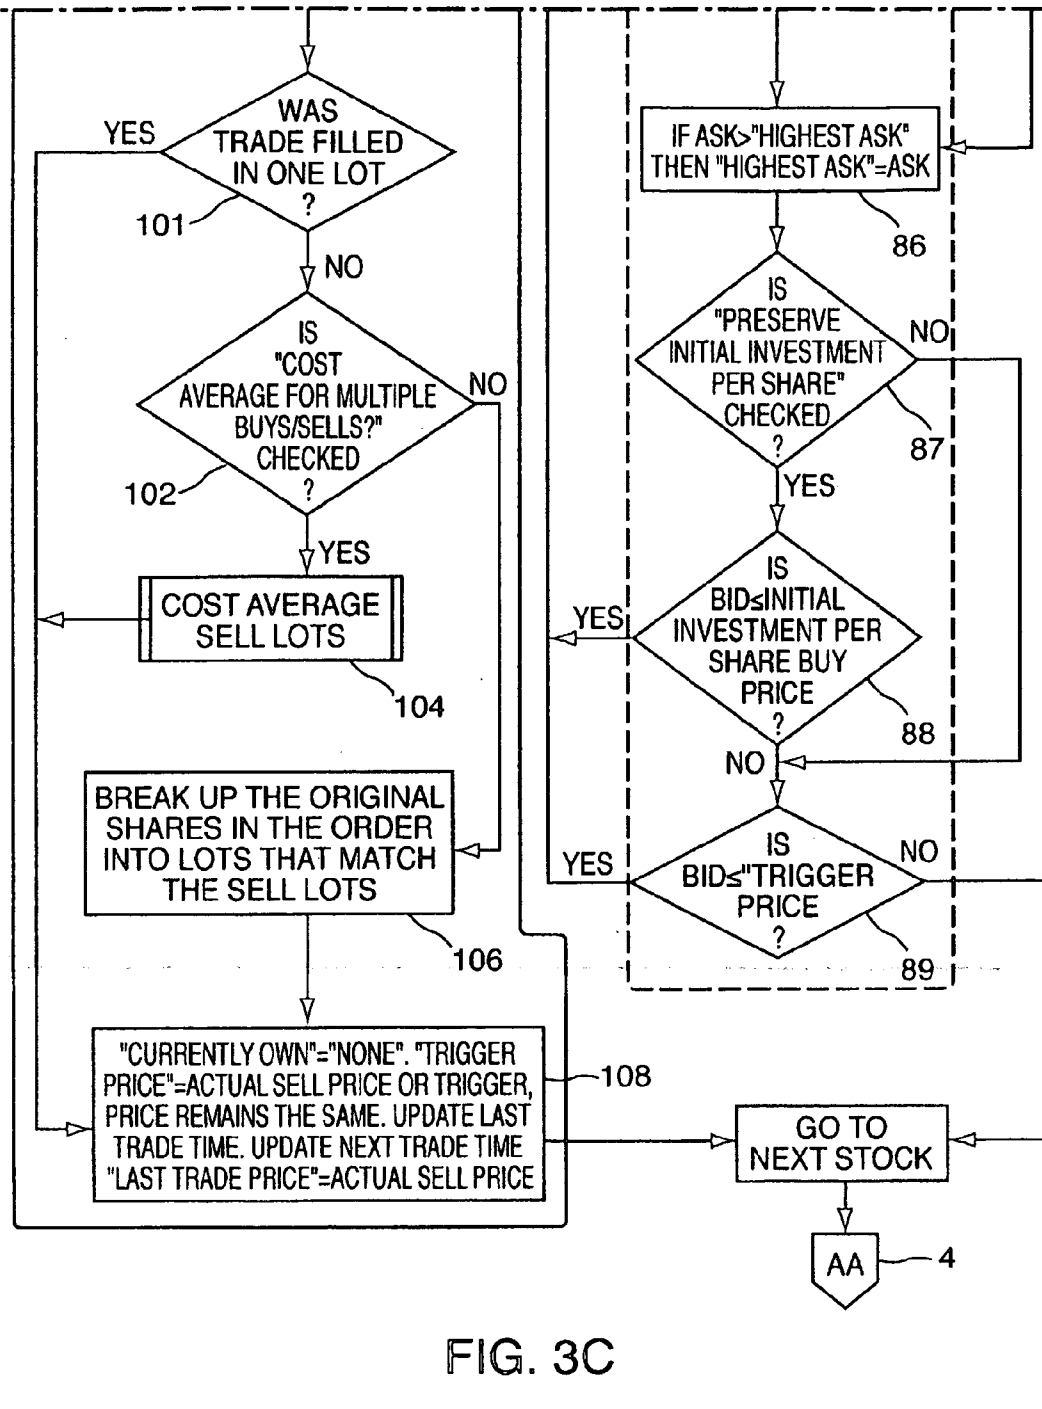 WAS
TRADE FILLED
IN ONE LOT
?
YES
101
NO
IS
"COST
AVERAGE FOR MULTIPLE
BUYS/SELLS?"
CHECKED
?
NO
102
YES
COST AVERAGE
SELL LOTS
104
BREAK UP THE ORIGINAL
SHARES IN THE ORDER
INTO LOTS THAT MATCH
THE SELL LOTS
106
"CURRENTLY OWN"="NONE". "TRIGGER
PRICE"=ACTUAL SELL PRICE OR TRIGGER,
PRICE REMAINS THE SAME. UPDATE LAST
TRADE TIME. UPDATE NEXT TRADE TIME
"LAST TRADE PRICE"=ACTUAL SELL PRICE
108
IF ASK>"HIGHEST ASK"
THEN "HIGHEST ASK"=ASK
86
IS
"PRESERVE
INITIAL INVESTMENT
PER SHARE"
CHECKED
?
NO
87
YES
IS
BID≤INITIAL
INVESTMENT PER
SHARE BUY
PRICE
?
YES
88
NO
IS
BID≤"TRIGGER
PRICE
?
YES
NO
89
GO TO
NEXT STOCK
AA
4
FIG. 3C